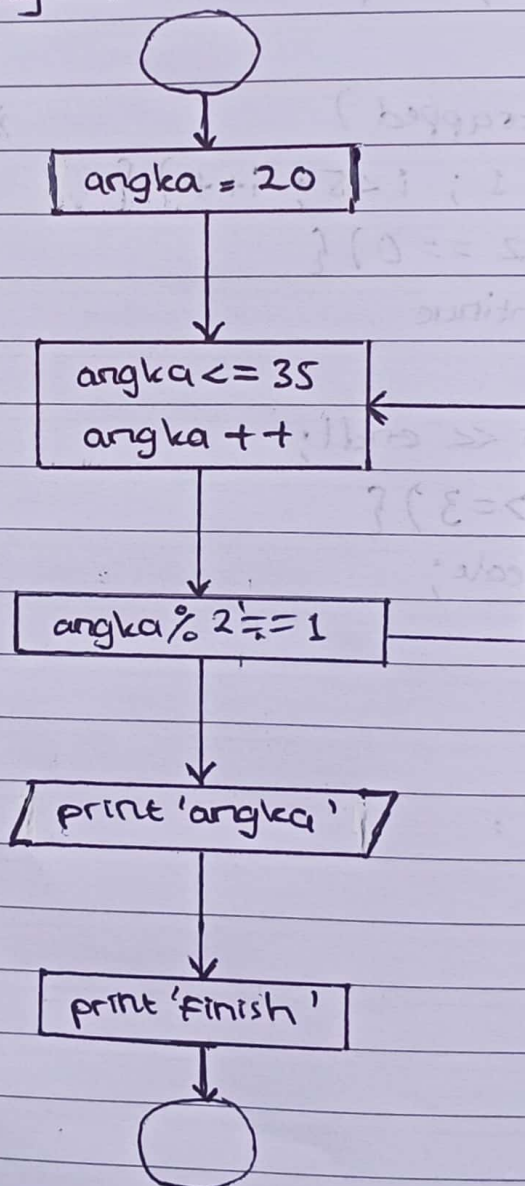 angka = 20
angka <= 35
angka ++
angka % 2 == 1
print 'angka'
print 'Finish'